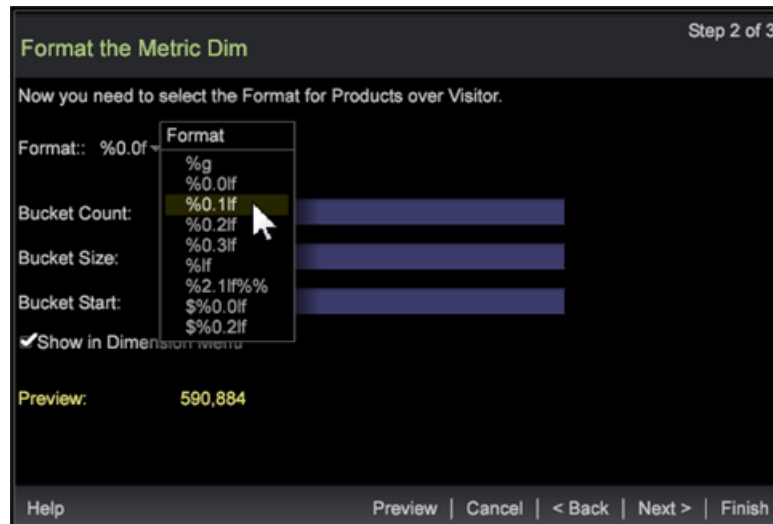 Step 2 of 3
Format the Metric Dim
Now you need to select the Format for Products over Visitor.
Format:: %0.0f
Format
%g
%0.0lf
%0.1lf
%0.2lf
%0.3lf
%lf
%2.1lf%%
$%0.0lf
$%0.2lf
Bucket Count:
Bucket Size:
Bucket Start:
Show in Dimension Menu
Preview: 590,884
Help Preview | Cancel | < Back | Next > | Finish